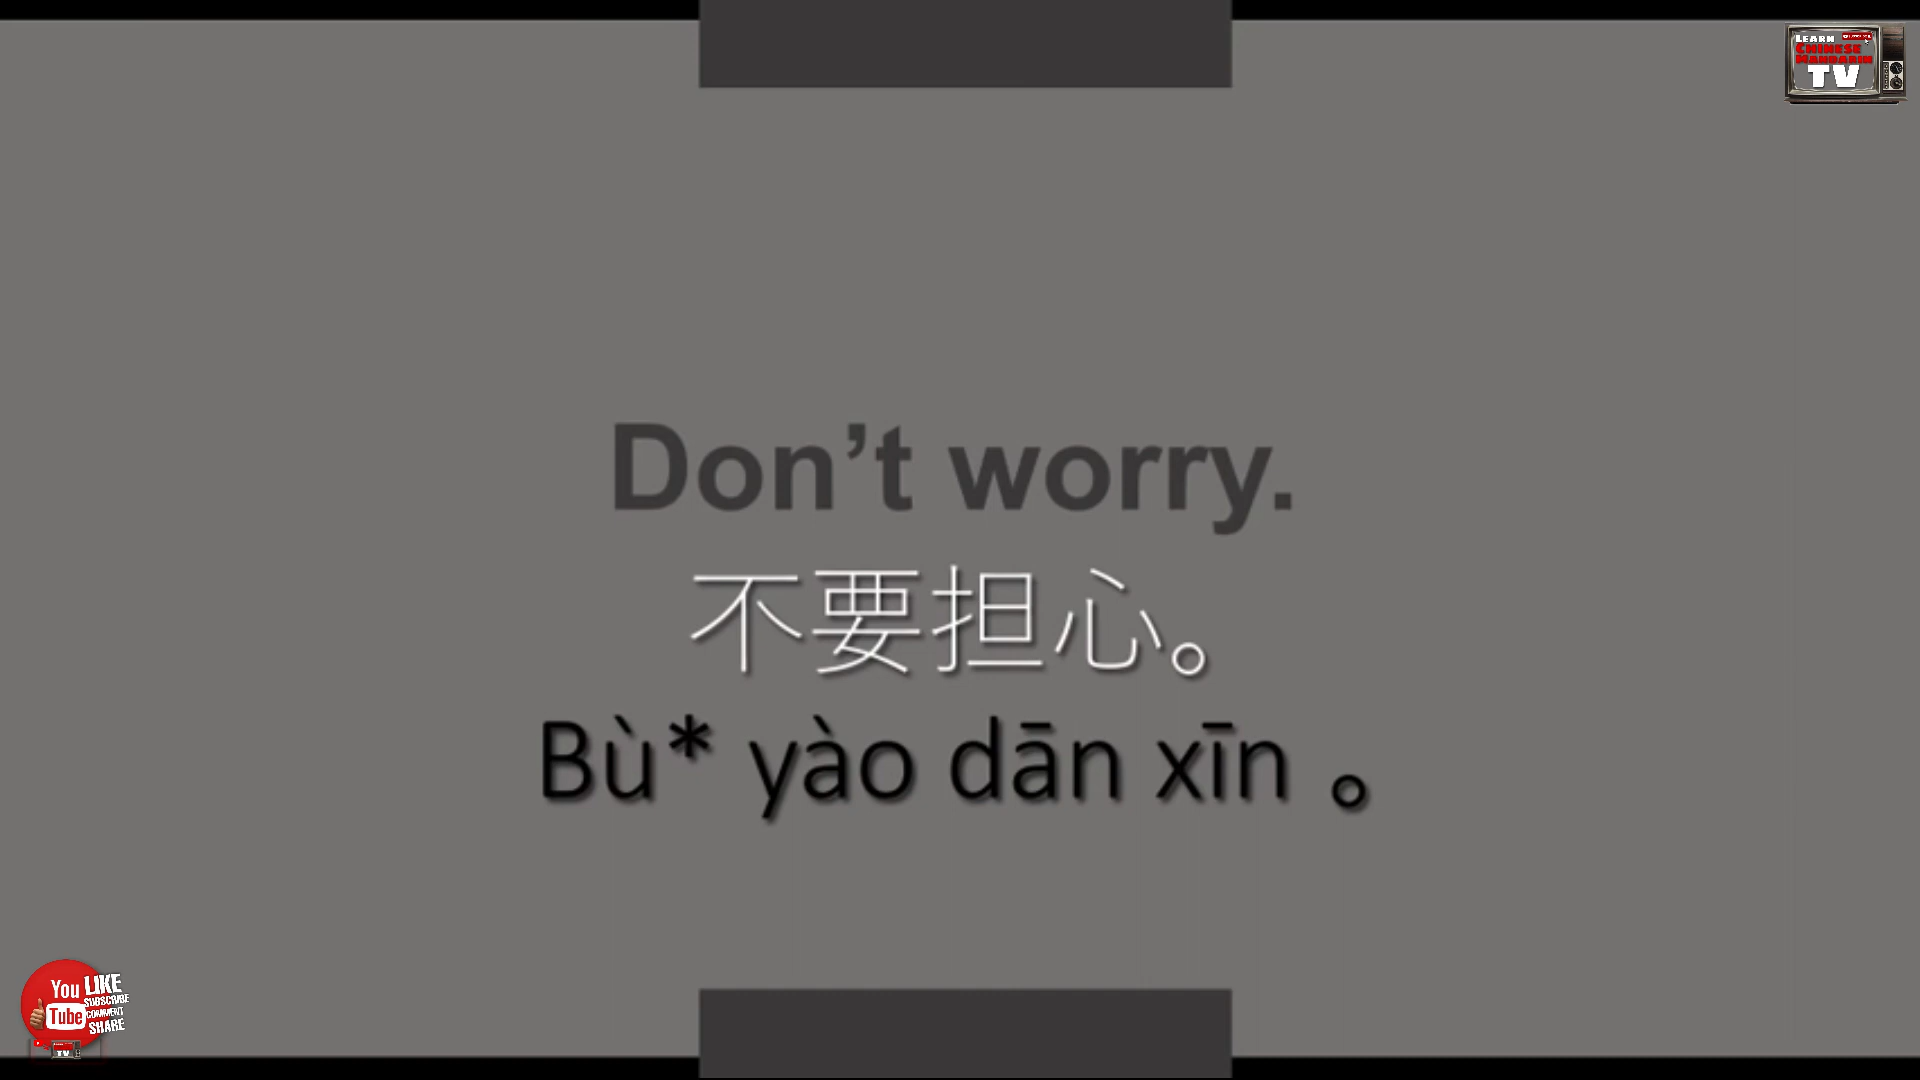 LEARN
CHINESE
MANDARIN
TV
Don’t worry.
不要担心。
Bù* yào dān xīn 。
You LIKE
SUBSCRIBE
Tube COMMENT
SHARE
TV